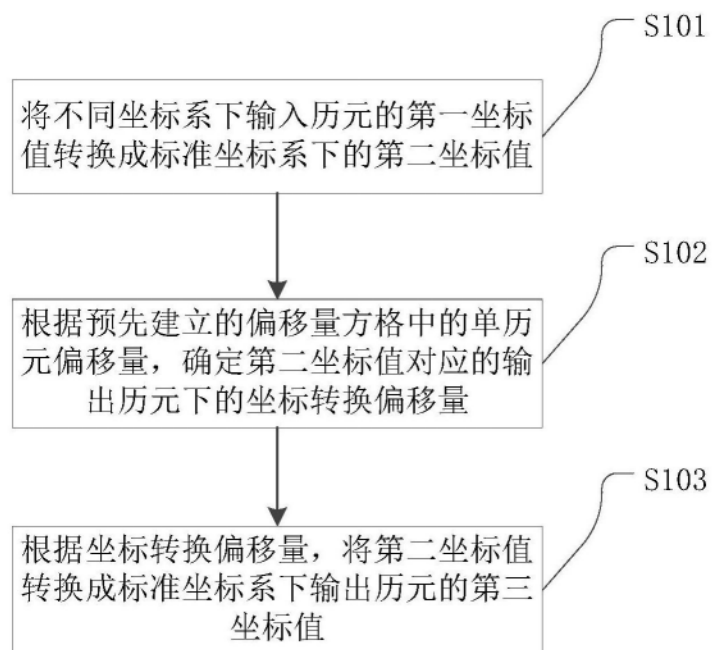 S101
将不同坐标系下输入历元的第一坐标
值转换成标准坐标系下的第二坐标值
S102
根据预先建立的偏移量方格中的单历
元偏移量，确定第二坐标值对应的输
出历元下的坐标转换偏移量
S103
根据坐标转换偏移量，将第二坐标值
转换成标准坐标系下输出历元的第三
坐标值